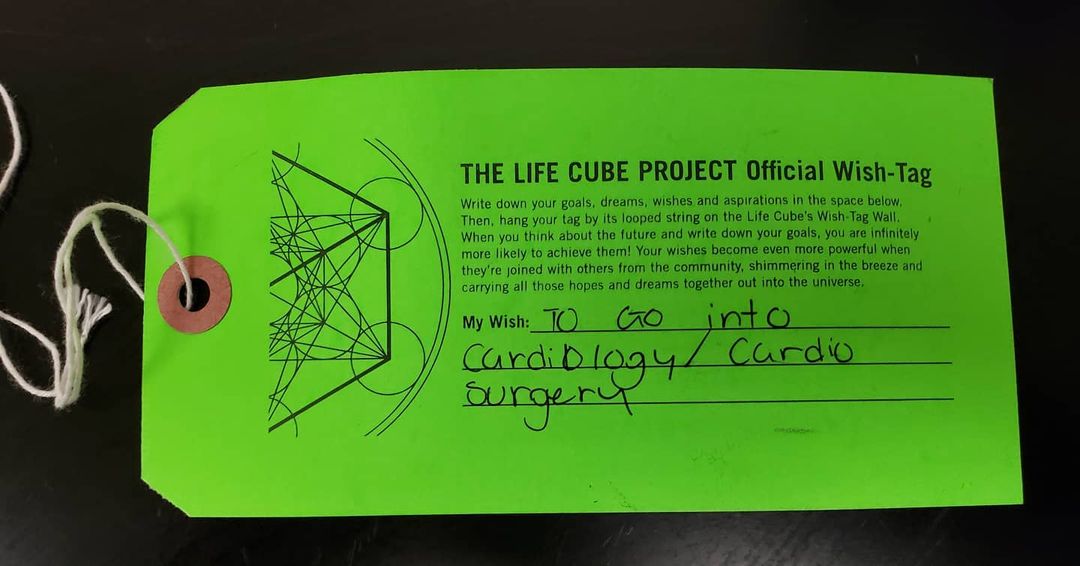 THE LIFE CUBE PROJECT Official Wish-Tag
Write down your goals, dreams, wishes and aspirations in the space below,
Then, hang your tag by its looped string on the Life Cube's Wish-Tag Wall.
When you think about the future and write down your goals, you are infinitely
more likely to achieve them! Your wishes become even more powerful when
they're joined with others from the community, shimmering in the breeze and
carrying all those hopes and dreams together out into the universe.
My Wish: TO GO into
Cardiology/ Cardio
surgery